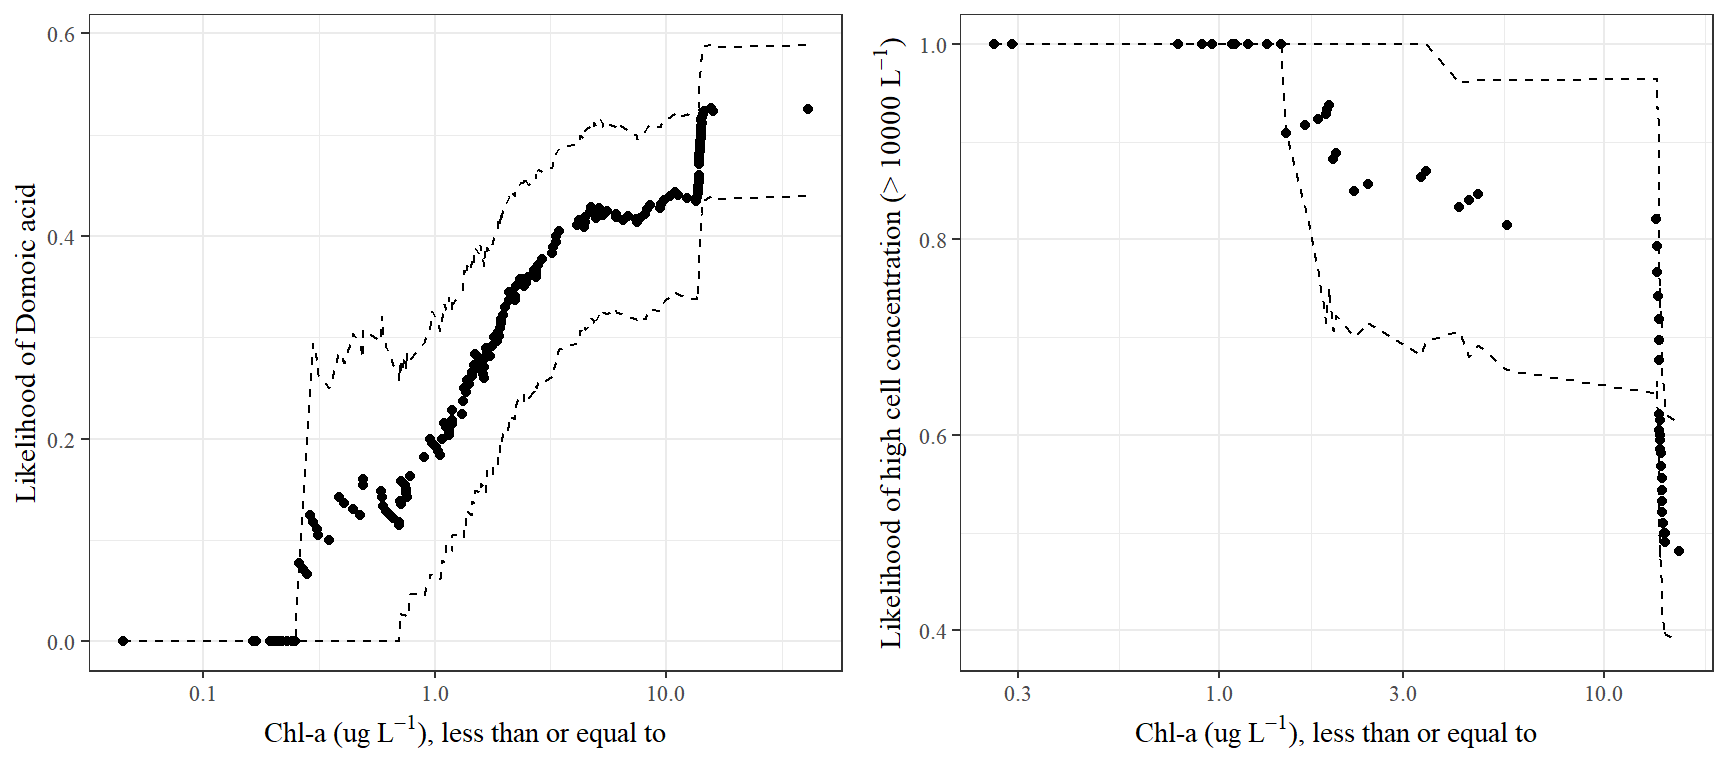 Likelihood of Domoic acid
0.6
0.4
0.2
0.0
0.1 1.0 10.0
Chl-a (ug L⁻¹), less than or equal to
Likelihood of high cell concentration (> 10000 L⁻¹)
1.0
0.8
0.6
0.4
0.3 1.0 3.0 10.0
Chl-a (ug L⁻¹), less than or equal to